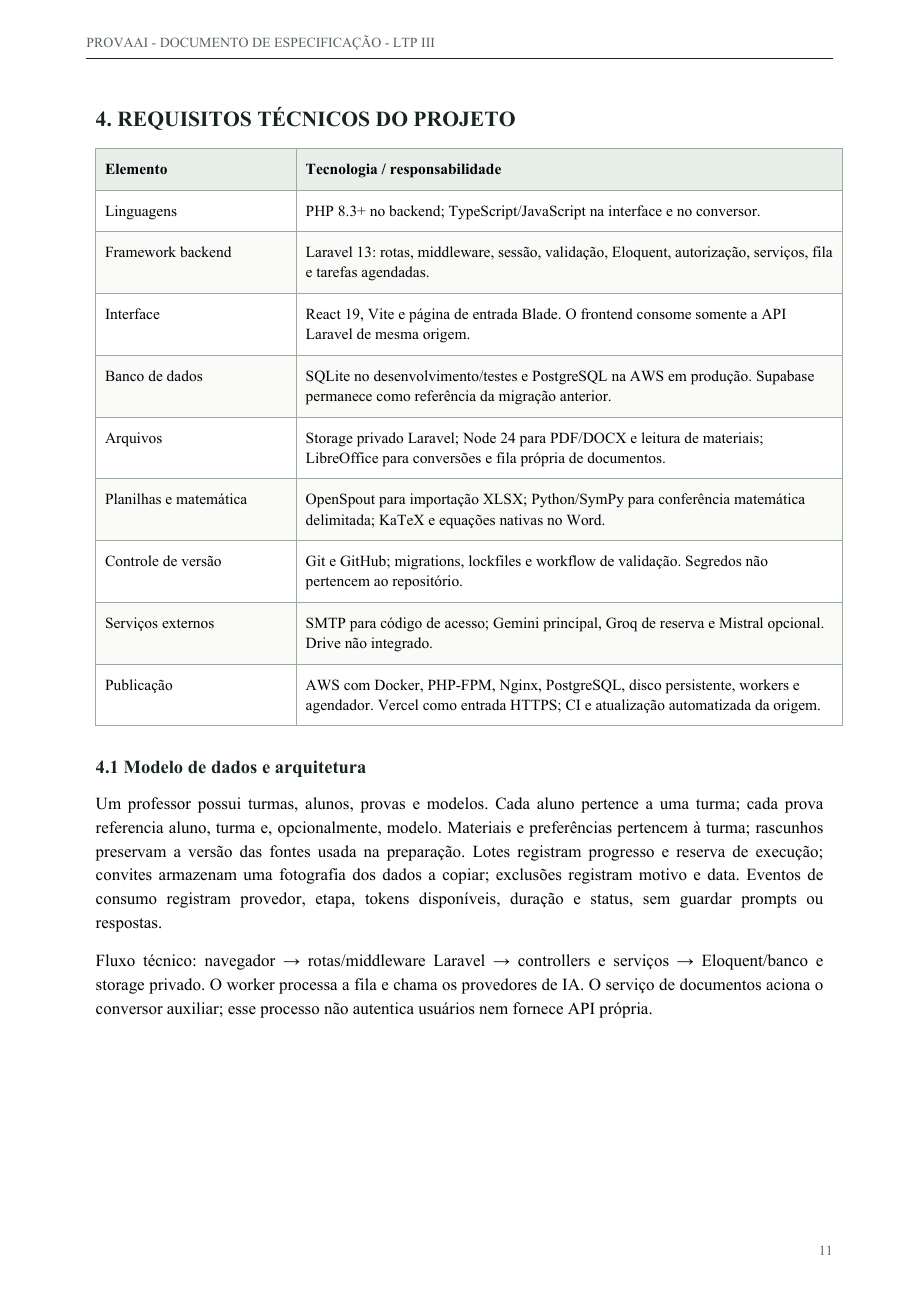 PROVAAI - DOCUMENTO DE ESPECIFICAÇÃO - LTP III
4. REQUISITOS TÉCNICOS DO PROJETO
Elemento
Tecnologia / responsabilidade
Linguagens
PHP 8.3+ no backend; TypeScript/JavaScript na interface e no conversor.
Framework backend
Laravel 13: rotas, middleware, sessão, validação, Eloquent, autorização, serviços, fila
e tarefas agendadas.
Interface
React 19, Vite e página de entrada Blade. O frontend consome somente a API
Laravel de mesma origem.
Banco de dados
SQLite no desenvolvimento/testes e PostgreSQL na AWS em produção. Supabase
permanece como referência da migração anterior.
Arquivos
Storage privado Laravel; Node 24 para PDF/DOCX e leitura de materiais;
LibreOffice para conversões e fila própria de documentos.
Planilhas e matemática
OpenSpout para importação XLSX; Python/SymPy para conferência matemática
delimitada; KaTeX e equações nativas no Word.
Controle de versão
Git e GitHub; migrations, lockfiles e workflow de validação. Segredos não
pertencem ao repositório.
Serviços externos
SMTP para código de acesso; Gemini principal, Groq de reserva e Mistral opcional.
Drive não integrado.
Publicação
AWS com Docker, PHP-FPM, Nginx, PostgreSQL, disco persistente, workers e
agendador. Vercel como entrada HTTPS; CI e atualização automatizada da origem.
4.1 Modelo de dados e arquitetura
Um professor possui turmas, alunos, provas e modelos. Cada aluno pertence a uma turma; cada prova
referencia aluno, turma e, opcionalmente, modelo. Materiais e preferências pertencem à turma; rascunhos
preservam a versão das fontes usada na preparação. Lotes registram progresso e reserva de execução;
convites armazenam uma fotografia dos dados a copiar; exclusões registram motivo e data. Eventos de
consumo registram provedor, etapa, tokens disponíveis, duração e status, sem guardar prompts ou
respostas.
Fluxo técnico: navegador → rotas/middleware Laravel → controllers e serviços → Eloquent/banco e
storage privado. O worker processa a fila e chama os provedores de IA. O serviço de documentos aciona o
conversor auxiliar; esse processo não autentica usuários nem fornece API própria.
11